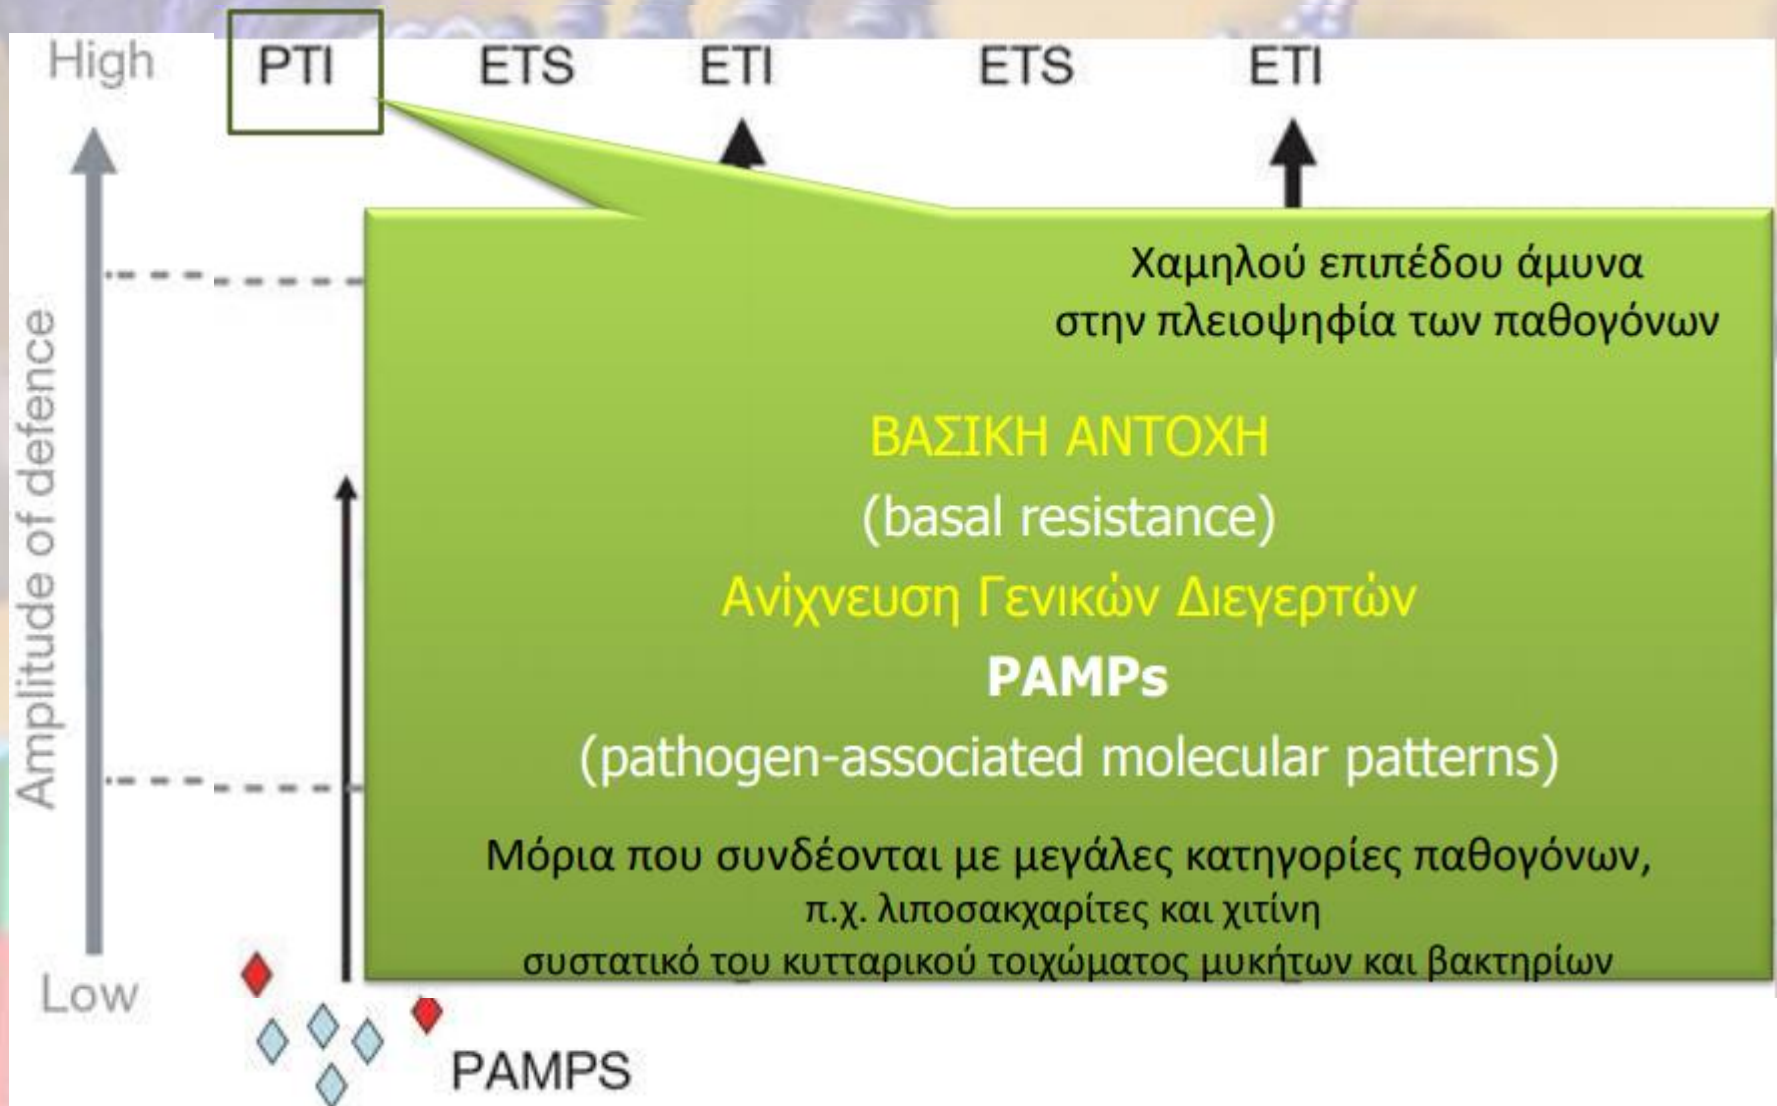 High
PTI ETS ETI ETS ETI
Amplitude of defence
Χαμηλού επιπέδου άμυνα
στην πλειοψηφία των παθογόνων
ΒΑΣΙΚΗ ΑΝΤΟΧΗ
(basal resistance)
Ανίχνευση Γενικών Διεγερτών
PAMPs
(pathogen-associated molecular patterns)
Μόρια που συνδέονται με μεγάλες κατηγορίες παθογόνων,
π.χ. λιποσακχαρίτες και χιτίνη
συστατικό του κυτταρικού τοιχώματος μυκήτων και βακτηρίων
Low
PAMPS